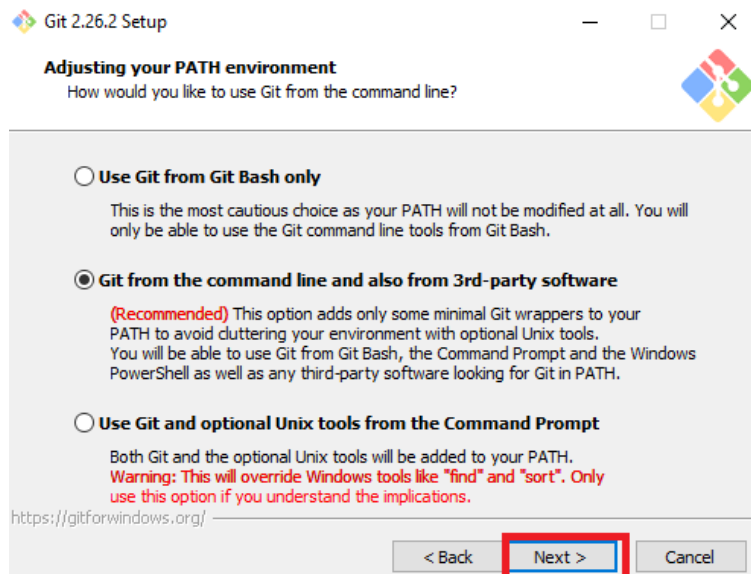 Git 2.26.2 Setup
Adjusting your PATH environment
How would you like to use Git from the command line?
Use Git from Git Bash only
This is the most cautious choice as your PATH will not be modified at all. You will
only be able to use the Git command line tools from Git Bash.
Git from the command line and also from 3rd-party software
(Recommended) This option adds only some minimal Git wrappers to your
PATH to avoid cluttering your environment with optional Unix tools.
You will be able to use Git from Git Bash, the Command Prompt and the Windows
PowerShell as well as any third-party software looking for Git in PATH.
Use Git and optional Unix tools from the Command Prompt
Both Git and the optional Unix tools will be added to your PATH.
Warning: This will override Windows tools like "find" and "sort". Only
use this option if you understand the implications.
https://gitforwindows.org/
< Back Next > Cancel